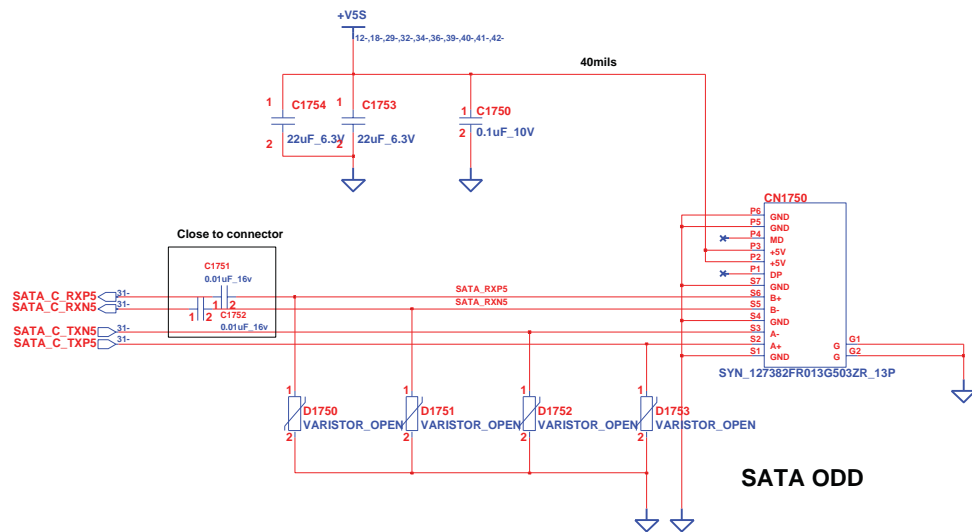 +V5S
12-,18-,29-,32-,34-,36-,39-,40-,41-,42-
40mils
1
C1754
2
22uF_6.3V
1
C1753
2
22uF_6.3V
1
C1750
2
0.1uF_10V
CN1750
P6 GND
P5 GND
P4 MD
P3 +5V
P2 +5V
P1 DP
S7 GND
S6 B+
S5 B-
S4 GND
S3 A-
S2 A+
S1 GND
G G1
G G2
SYN_127382FR013G503ZR_13P
Close to connector
C1751
0.01uF_16v
1 2
1 2
C1752
0.01uF_16v
SATA_C_RXP5 31-
SATA_C_RXN5 31-
SATA_C_TXN5 31-
SATA_C_TXP5 31-
SATA_RXP5
SATA_RXN5
1
D1750
2
VARISTOR_OPEN
1
D1751
2
VARISTOR_OPEN
1
D1752
2
VARISTOR_OPEN
1
D1753
2
VARISTOR_OPEN
SATA ODD